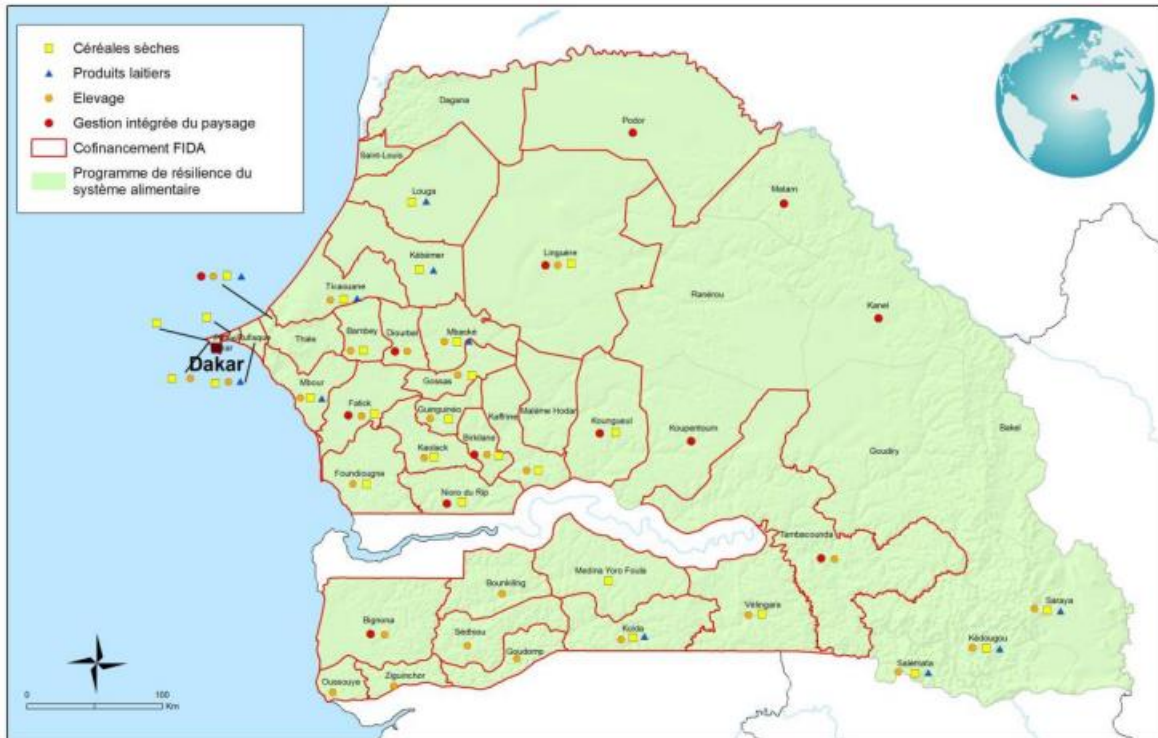 Céréales sèches
Produits laitiers
Elevage
Gestion intégrée du paysage
Cofinancement FIDA
Programme de résilience du
système alimentaire
Dagana
Podor
Saint-Louis
Louga
Matam
Kébémer
Linguère
Ranérou
Kanel
Tivaouane
Thiès
Bambey
Diourbel
Mbacké
Rufisque
Dakar
Mbour
Gossas
Fatick
Guinguinéo
Kaffrine
Malème Hodar
Koungueul
Koupentoum
Bakel
Goudiry
Kaolack
Birkilane
Foundiougne
Nioro du Rip
Tambacounda
Medina Yoro Foula
Bounkiling
Vélingara
Saraya
Bignona
Sédhiou
Kolda
Kédougou
Goudomp
Salémata
Oussouye
Ziguinchor
0
100
Km